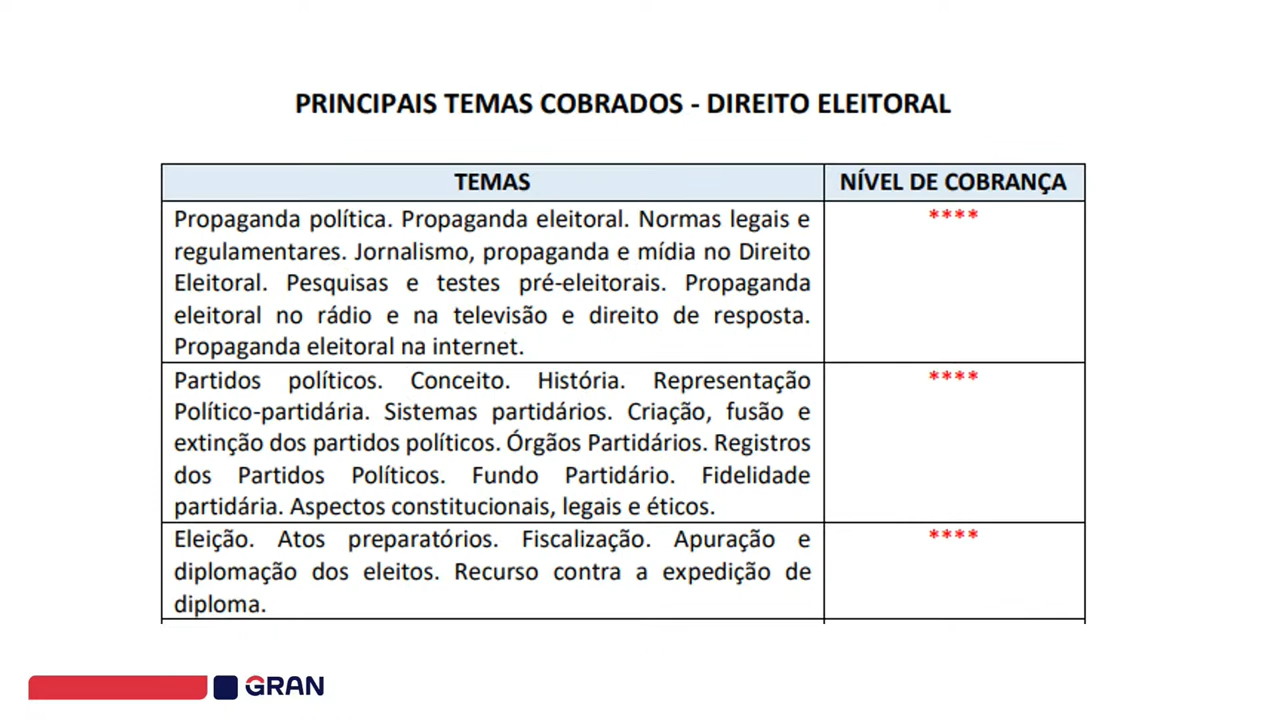 PRINCIPAIS TEMAS COBRADOS - DIREITO ELEITORAL
TEMAS
NÍVEL DE COBRANÇA
Propaganda política. Propaganda eleitoral. Normas legais e
regulamentares. Jornalismo, propaganda e mídia no Direito
Eleitoral. Pesquisas e testes pré-eleitorais. Propaganda
eleitoral no rádio e na televisão e direito de resposta.
Propaganda eleitoral na internet.
****
Partidos políticos. Conceito. História. Representação
Político-partidária. Sistemas partidários. Criação, fusão e
extinção dos partidos políticos. Órgãos Partidários. Registros
dos Partidos Políticos. Fundo Partidário. Fidelidade
partidária. Aspectos constitucionais, legais e éticos.
****
Eleição. Atos preparatórios. Fiscalização. Apuração e
diplomação dos eleitos. Recurso contra a expedição de
diploma.
****
GRAN